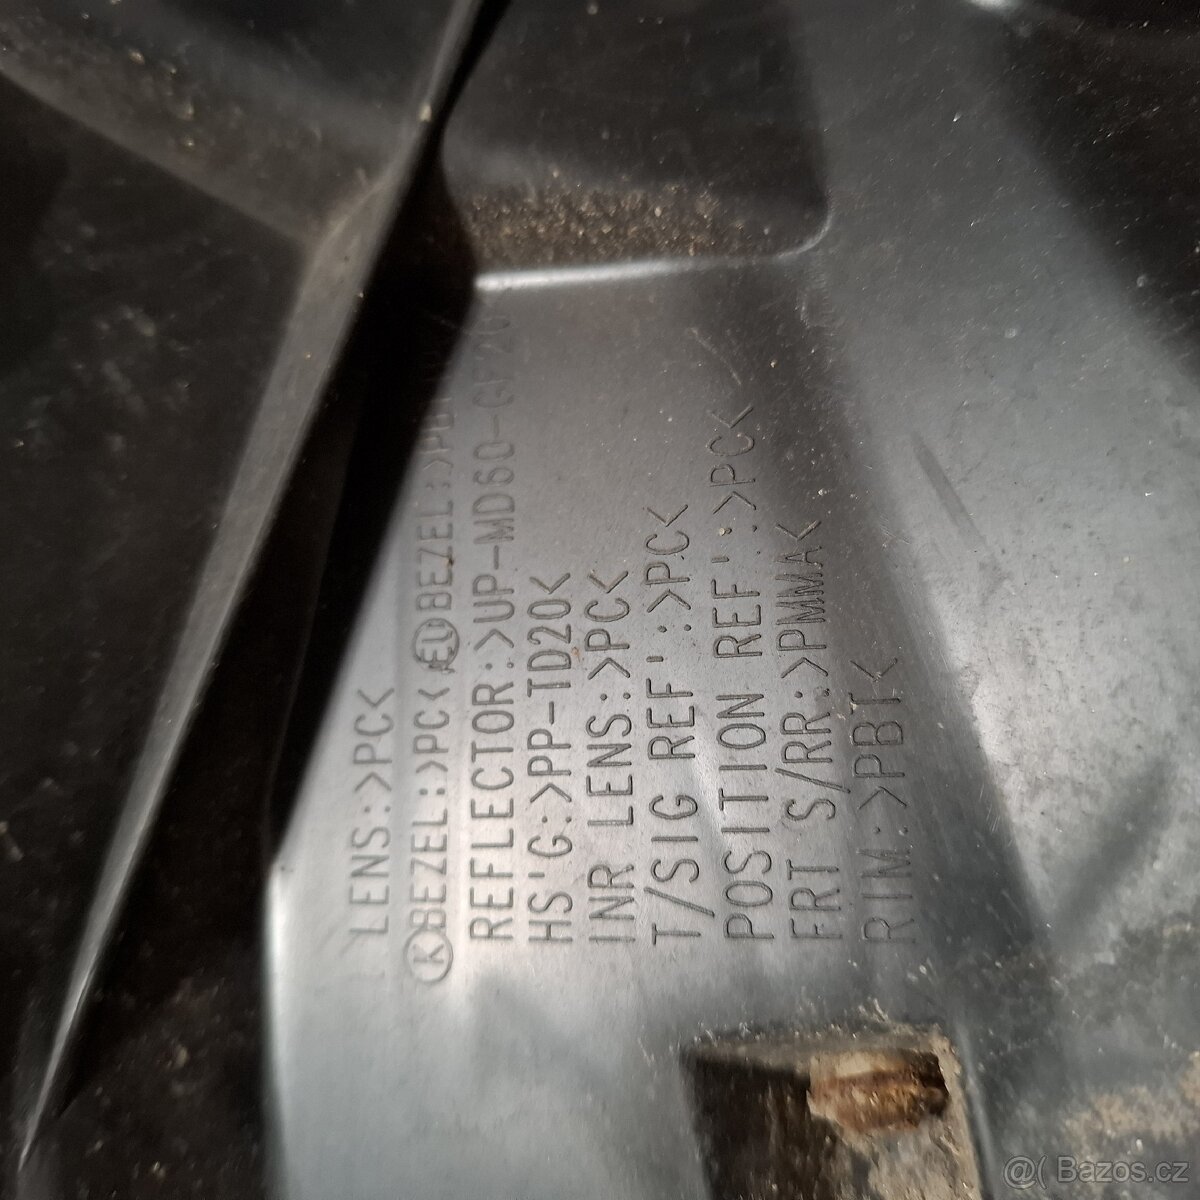 LENS:>PC<
Ⓚ BEZEL:>PC< EU BEZEL:>PBT
REFLECTOR:>UP-MD60-GF20
HS'G:>PP-TD20<
INR LENS:>PC<
T/SIG REF':>PC<
POSITION REF':>PC<
FRT S/RR:>PMMA<
RIM:>PBT<
@( Bazos.cz